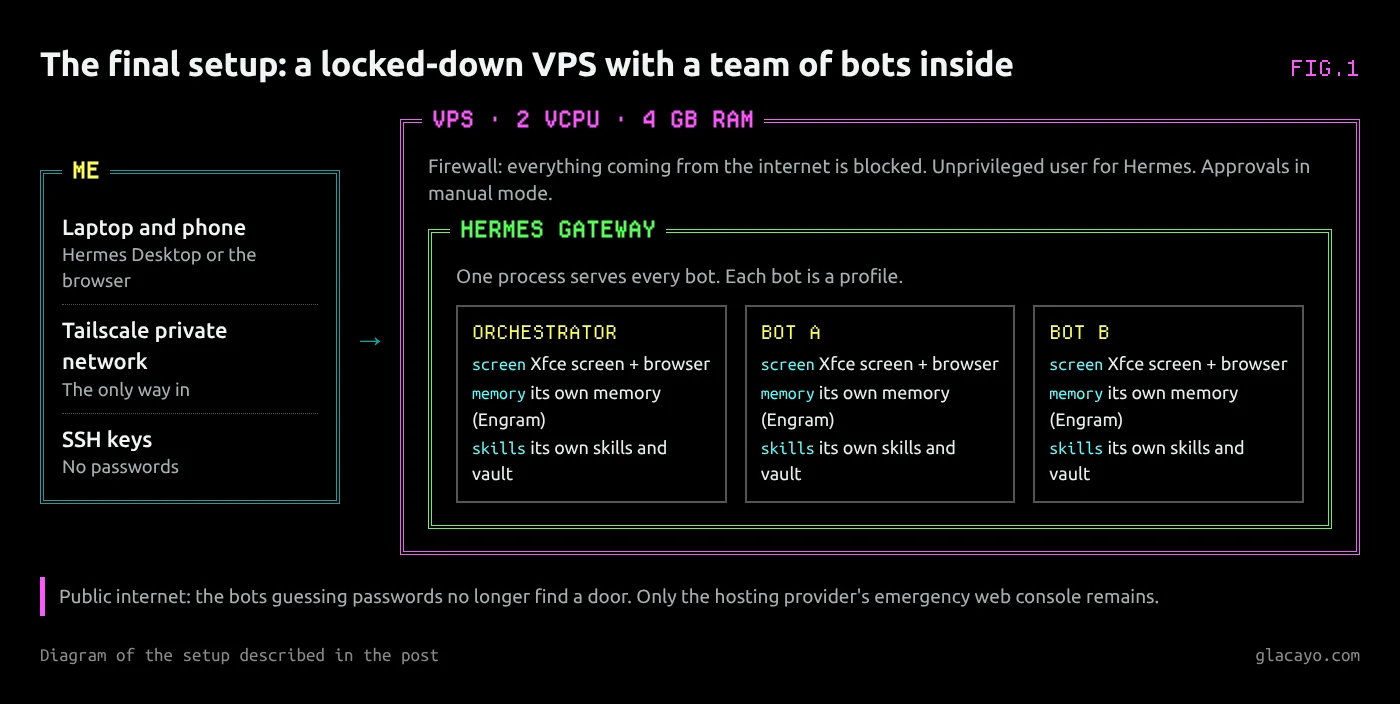 The final setup: a locked-down VPS with a team of bots inside
FIG.1
ME
Laptop and phone
Hermes Desktop or the
browser
Tailscale private
network
The only way in
SSH keys
No passwords
→
VPS · 2 VCPU · 4 GB RAM
Firewall: everything coming from the internet is blocked. Unprivileged user for Hermes. Approvals in
manual mode.
HERMES GATEWAY
One process serves every bot. Each bot is a profile.
ORCHESTRATOR
screen Xfce screen + browser
memory its own memory
(Engram)
skills its own skills and
vault
BOT A
screen Xfce screen + browser
memory its own memory
(Engram)
skills its own skills and
vault
BOT B
screen Xfce screen + browser
memory its own memory
(Engram)
skills its own skills and
vault
Public internet: the bots guessing passwords no longer find a door. Only the hosting provider's emergency web console remains.
Diagram of the setup described in the post
glacayo.com